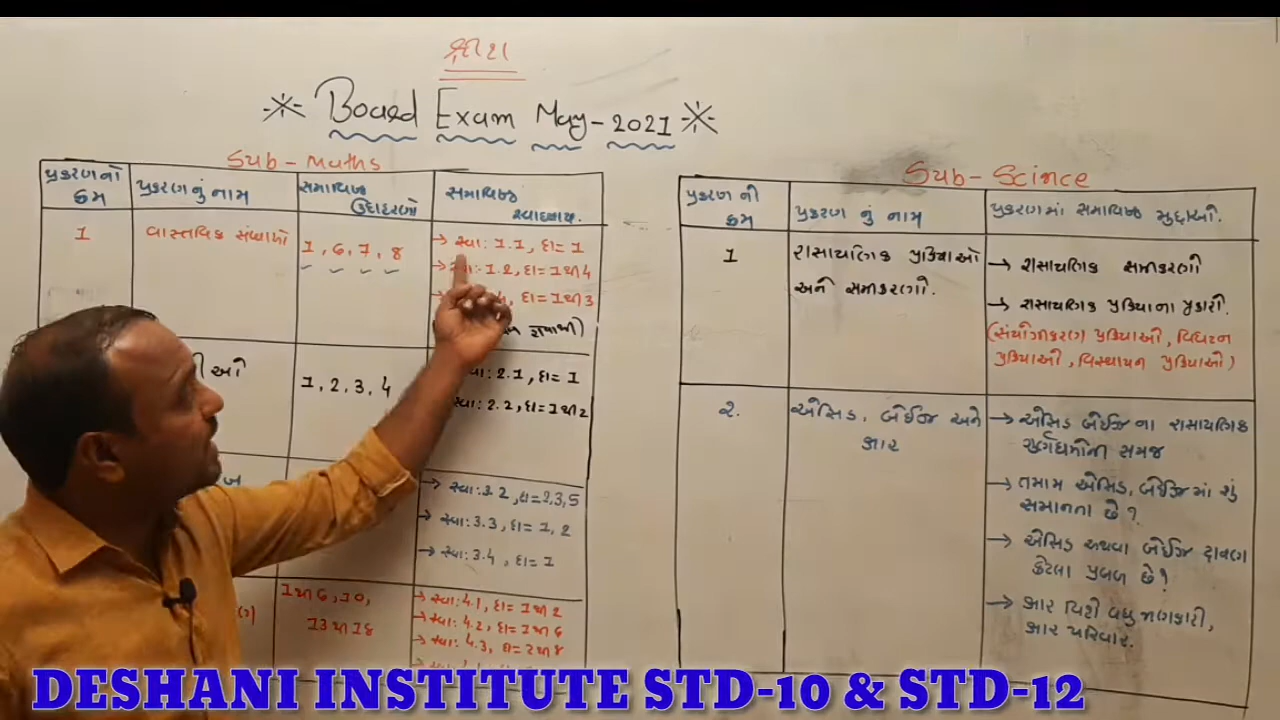 શ્રી ગણેશ
Board Exam May-2021
Sub-Maths
પ્રકરણનો ક્રમ
પ્રકરણનું નામ
સમાવિષ્ટ ઉદાહરણો
સમાવિષ્ટ સ્વાધ્યાય.
1
વાસ્તવિક સંખ્યાઓ
1, 6, 7, 8
→ સ્વા: 1.1, દા= 1
→ સ્વા:-1.2, દા= 1થી4
દા= 1થી3
ીઓ
1, 2, 3, 4
સ્વા: 2.1, દા= 1
સ્વા: 2.2, દા= 1થી2
→ સ્વા: 3.2, દા= 2,3,5
→ સ્વા: 3.3, દા= 1, 2
→ સ્વા: 3.4, દા= 1
1થી6, 10,
13થી18
→ સ્વા: 4.1, દા= 1થી2
→ સ્વા: 4.2, દા= 1થી6
→ સ્વા: 4.3, દા= 2થી8
Sub-Science
પ્રકરણ નો ક્રમ
પ્રકરણ નું નામ
પ્રકરણમાં સમાવિષ્ટ મુદ્દાઓ.
1
રાસાયણિક પ્રક્રિયાઓ
અને સમીકરણો.
→ રાસાયણિક સમીકરણો
→ રાસાયણિક પ્રક્રિયાના પ્રકારો.
(સંયોગીકરણ પ્રક્રિયાઓ, વિઘટન
પ્રક્રિયાઓ, વિસ્થાપન પ્રક્રિયાઓ)
૨.
એસિડ, બેઈઝ અને
ક્ષાર
→ એસિડ બેઈઝ ના રાસાયણિક
ગુણધર્મોની સમજ
→ તમામ એસિડ, બેઈઝમાં શું
સમાનતા છે?
→ એસિડ અથવા બેઈઝ દ્રાવણ
કેટલા પ્રબળ છે?
→ ક્ષાર વિશે વધુ જાણકારી,
ક્ષાર પરિવાર.
DESHANI INSTITUTE STD-10 & STD-12